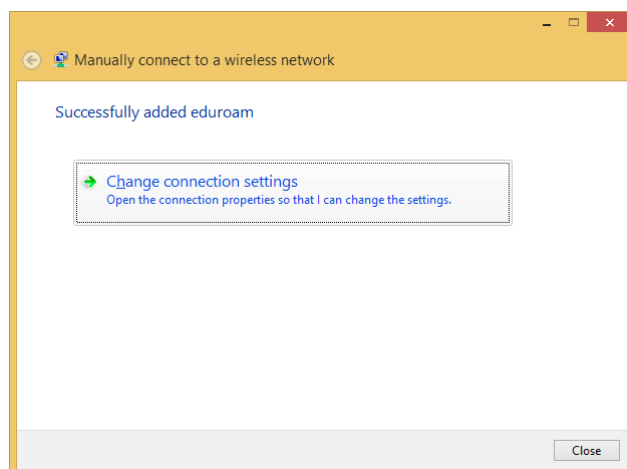 Manually connect to a wireless network
Successfully added eduroam
Change connection settings
Open the connection properties so that I can change the settings.
Close